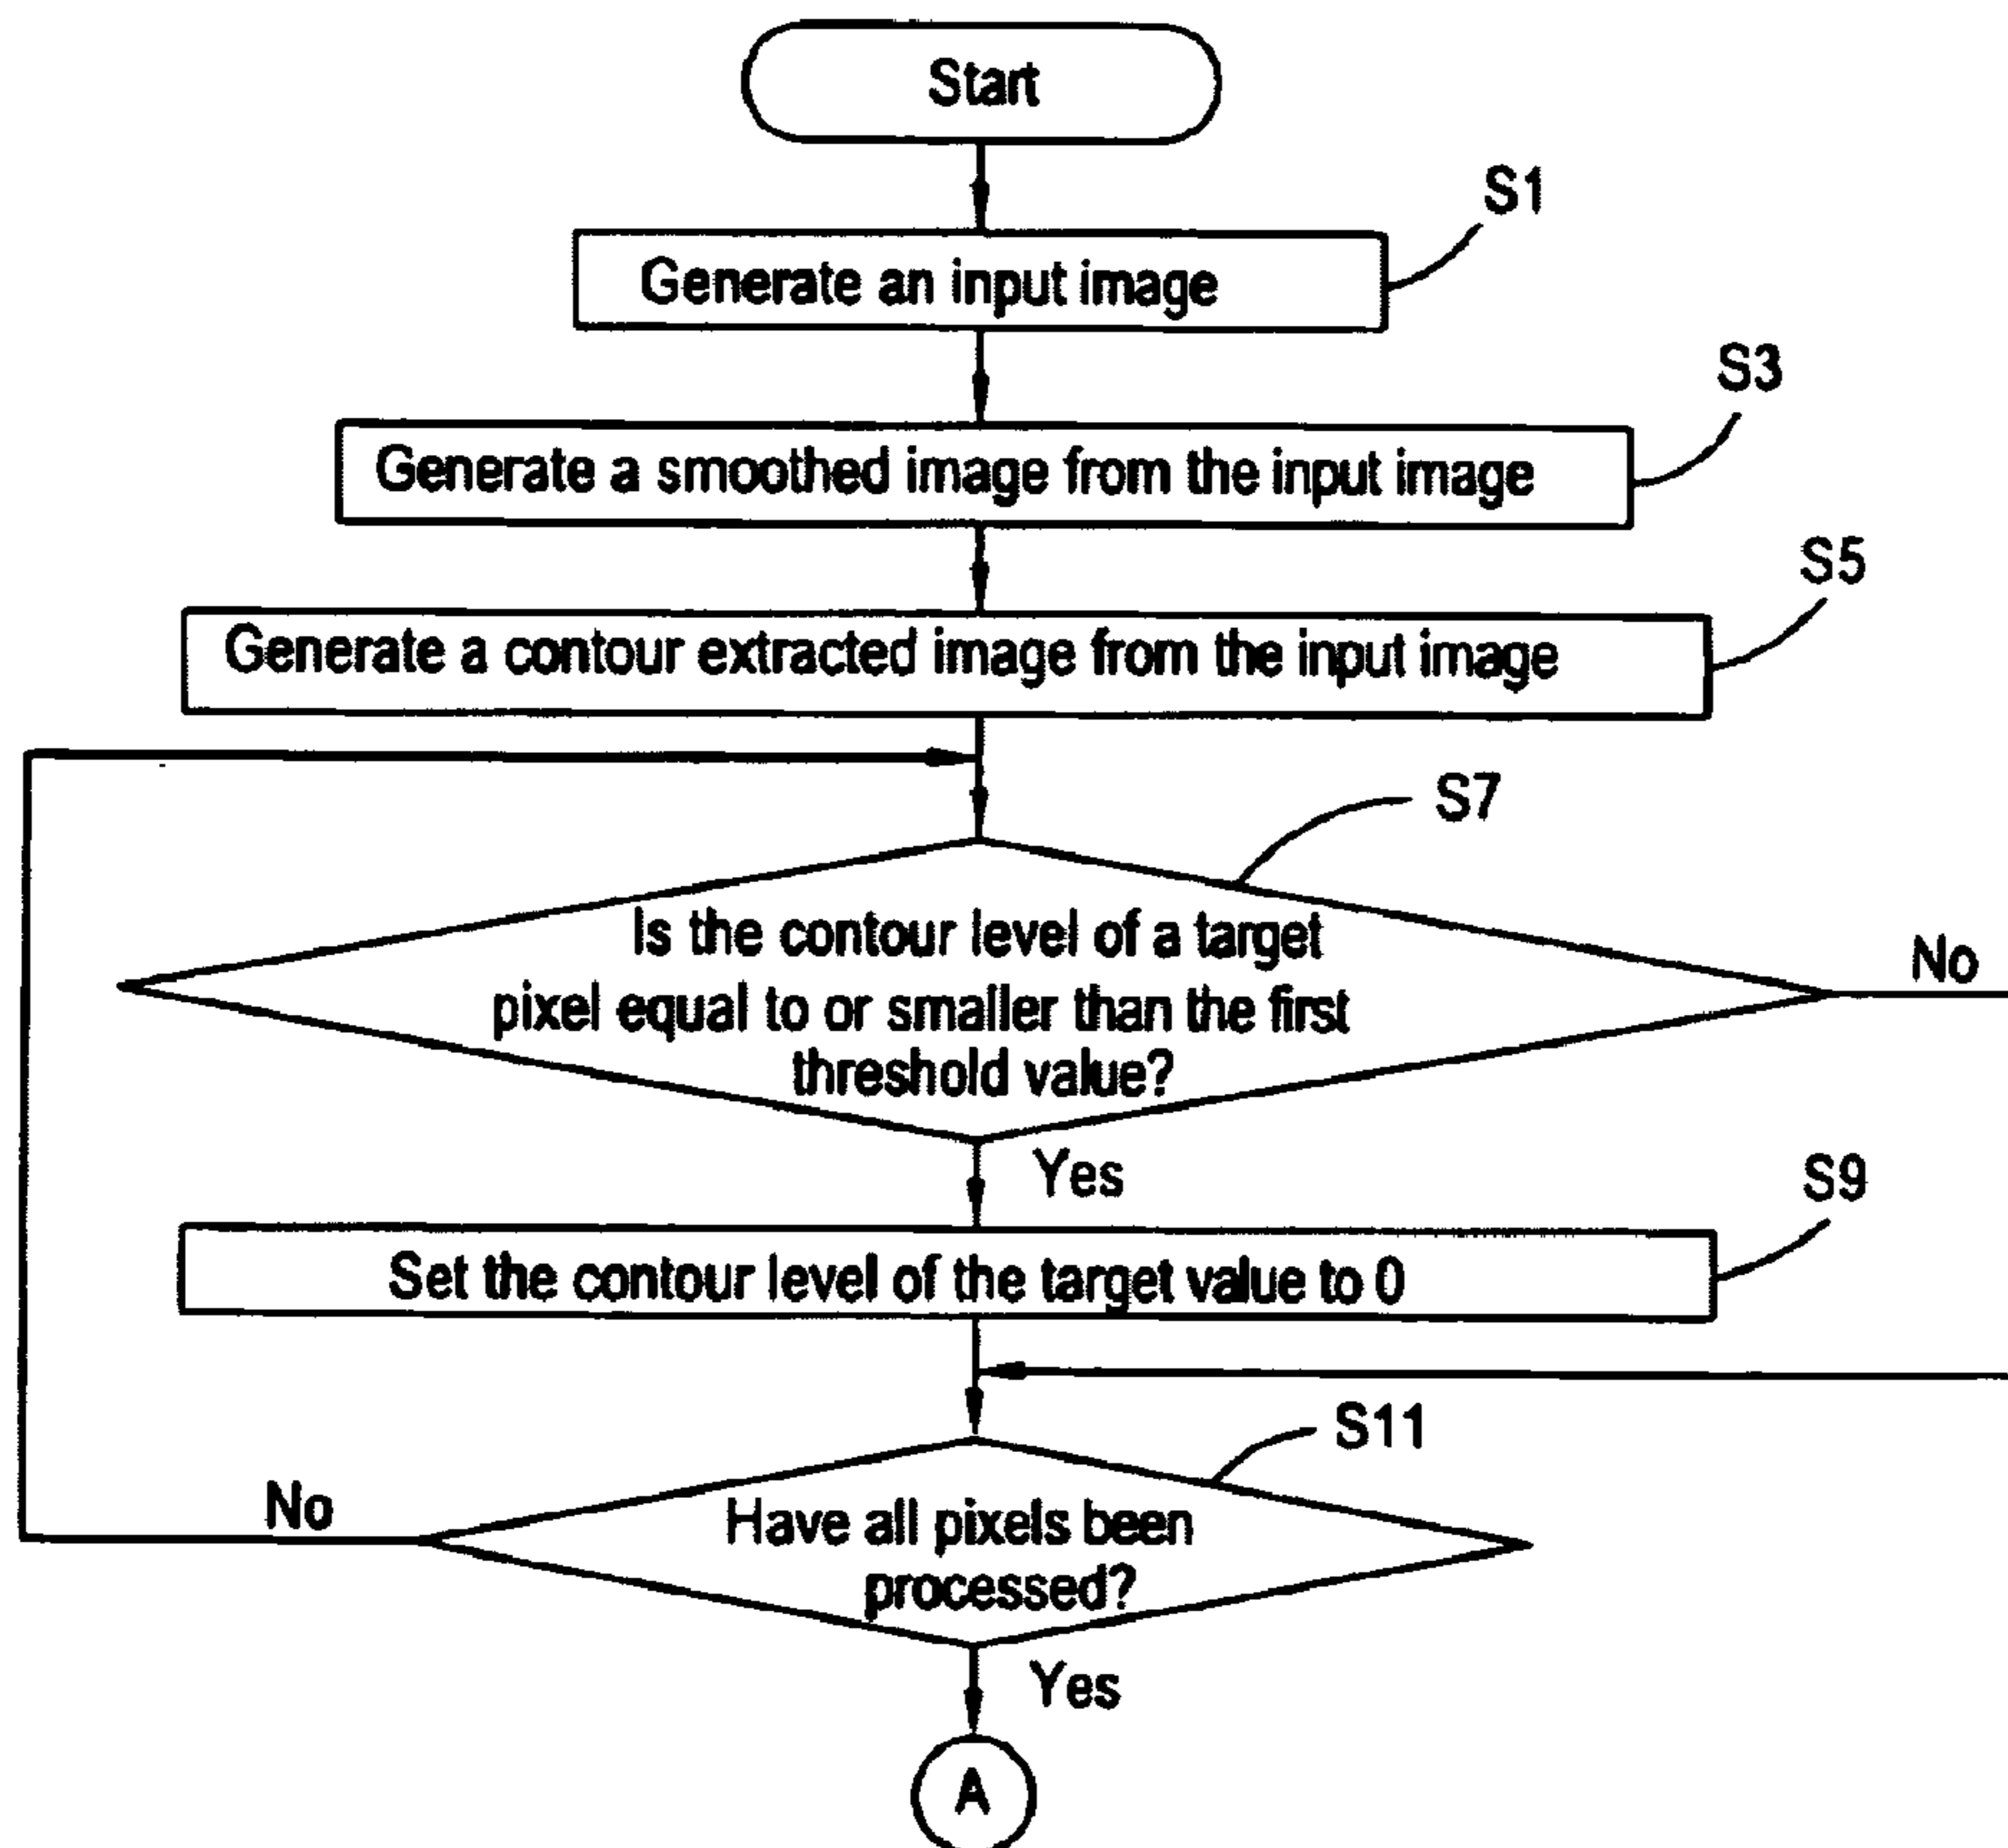 Start
S1
Generate an input image
S3
Generate a smoothed image from the input image
S5
Generate a contour extracted image from the input image
S7
Is the contour level of a target
pixel equal to or smaller than the first
threshold value?
No
Yes
S9
Set the contour level of the target value to 0
S11
Have all pixels been
processed?
No
Yes
A